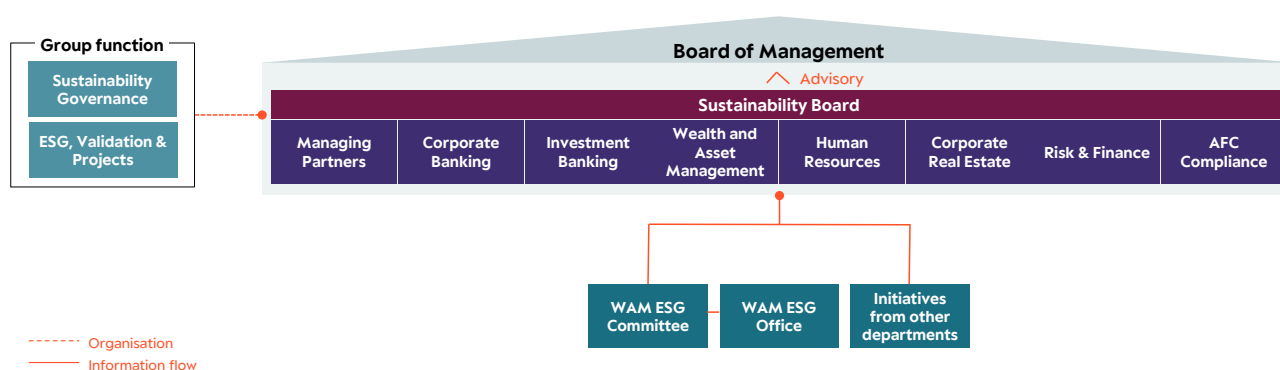 Group function
Sustainability
Governance
ESG, Validation &
Projects
Board of Management
Advisory
Sustainability Board
Managing
Partners
Corporate
Banking
Investment
Banking
Wealth and
Asset
Management
Human
Resources
Corporate
Real Estate
Risk & Finance
AFC
Compliance
WAM ESG
Committee
WAM ESG
Office
Initiatives
from other
departments
Organisation
Information flow